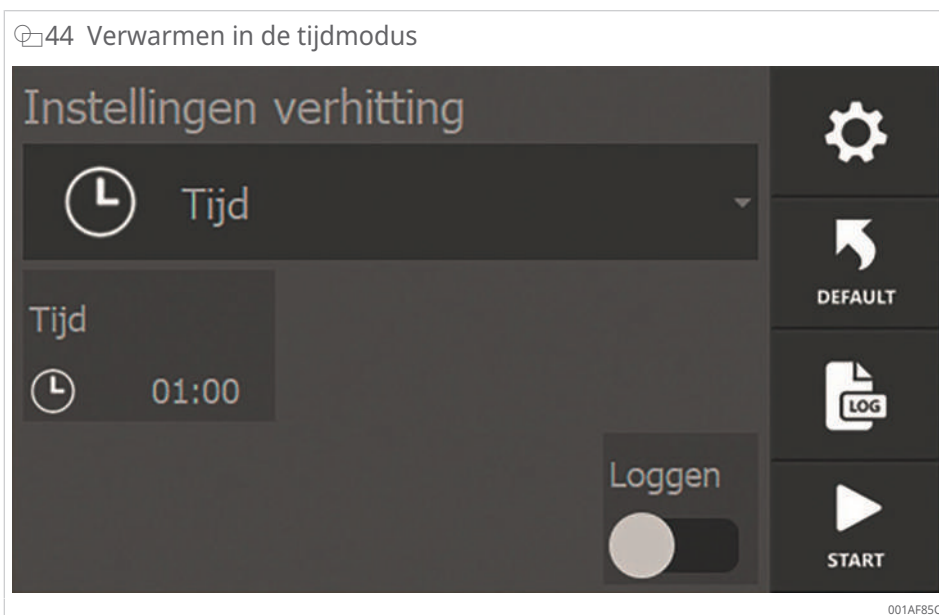 44 Verwarmen in de tijdmodus
Instellingen verhitting
Tijd
Tijd
01:00
Loggen
DEFAULT
LOG
START
001AF85C